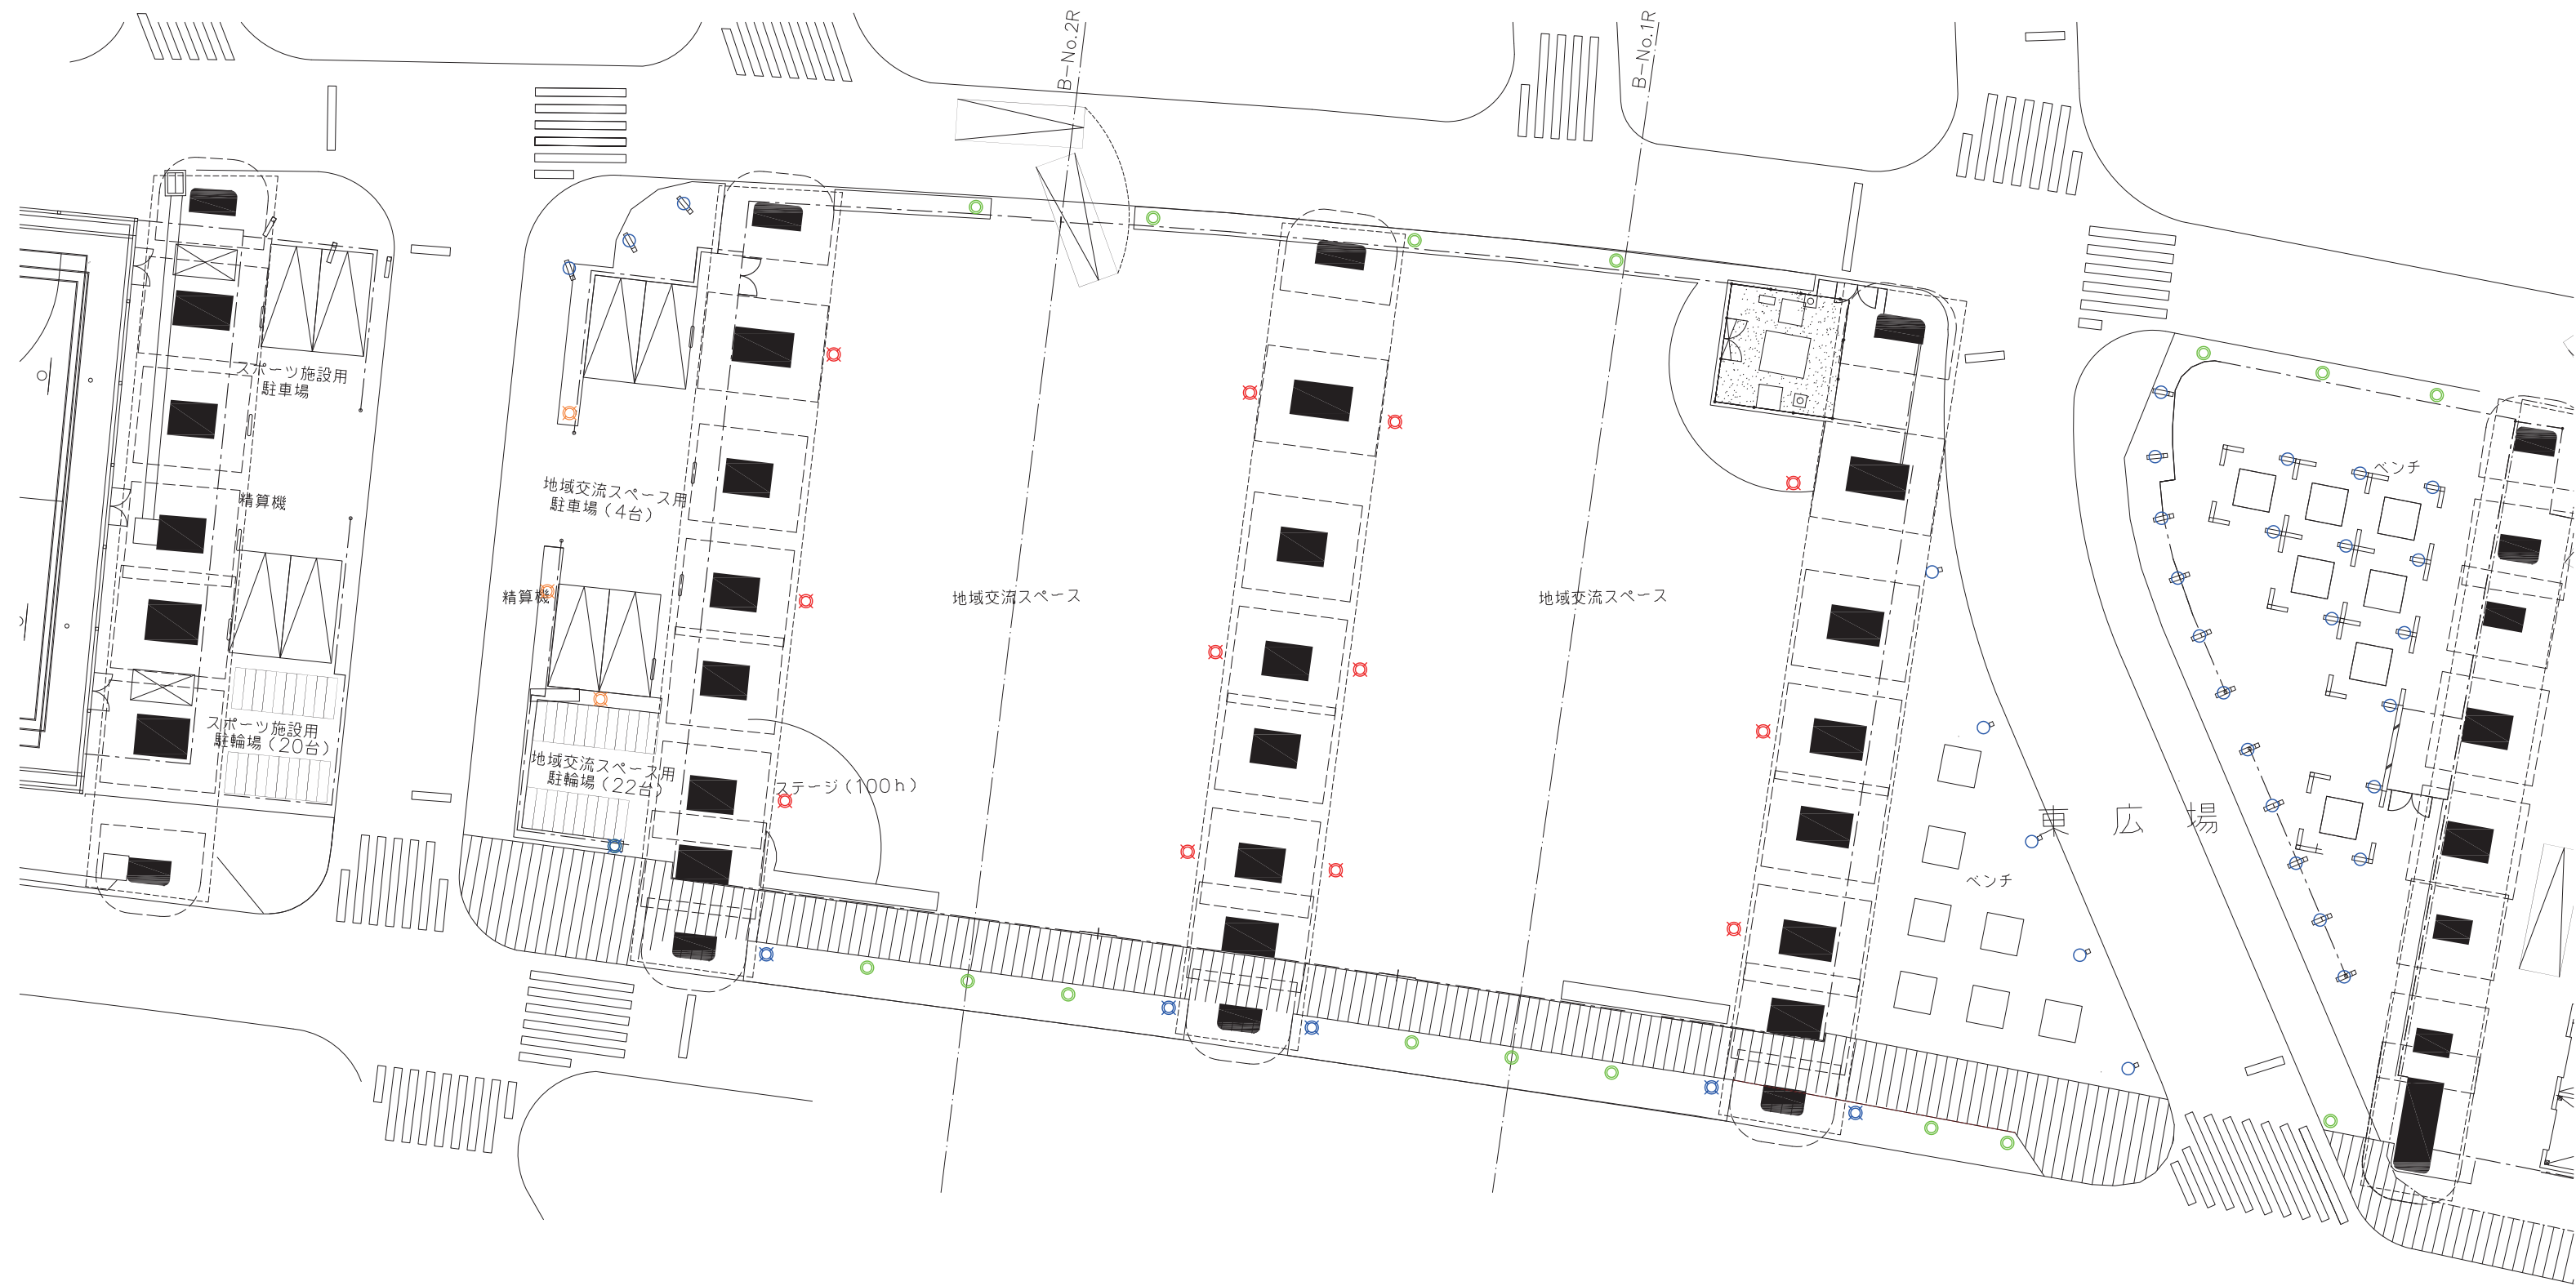 B-No.2R
B-No.1R
スポーツ施設用
駐車場
精算機
スポーツ施設用
駐輪場(20台)
地域交流スペース用
駐車場(4台)
精算機
地域交流スペース用
駐輪場(22台)
ステージ(100h)
地域交流スペース
地域交流スペース
ベンチ
東広場
ベンチ